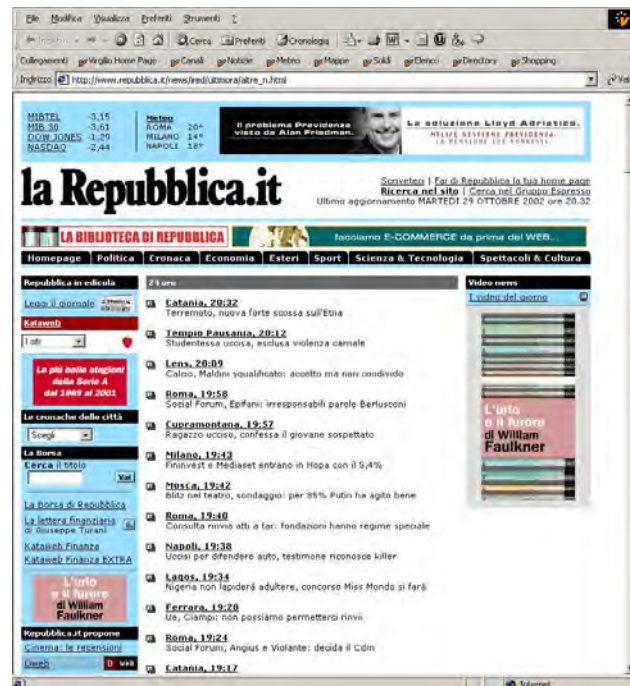 File Modifica Visualizza Preferiti Strumenti ?
Cerca Preferiti Cronologia
Collegamenti Virgilio Home Page Canali Notizie Meteo Mappe Soldi Elenco Directory Shopping
Indirizzo http://www.repubblica.it/news/ired/ultimora/altre_n.html Vai
MIBTEL -3,15
MIB 30 -3,61
DOW JONES -1,29
NASDAQ -2,44
Meteo
ROMA 20°
MILANO 14°
NAPOLI 18°
Il problema Previdenza
visto da Alan Friedman.
La soluzione Lloyd Adriatico.
MYLIFE GESTIONE PREVIDENZA
LA PENSIONE CHE VORRESTI
la Repubblica.it
Scriveteci | Fai di Repubblica la tua home page
Ricerca nel sito | Cerca nel Gruppo Espresso
Ultimo aggiornamento MARTEDI 29 OTTOBRE 2002 ore 20.32
LA BIBLIOTECA DI REPUBBLICA
facciamo E-COMMERCE da prima del WEB...
Homepage Politica Cronaca Economia Esteri Sport Scienza & Tecnologia Spettacoli & Cultura
Repubblica in edicola
Leggi il giornale
Kataweb
I siti
Le più belle stagioni
della Serie A
dal 1969 al 2001
Le cronache delle città
Scegli
La Borsa
Cerca il titolo
Vai
La borsa di Repubblica
La lettera finanziaria
di Giuseppe Turani
Kataweb Finanza
Kataweb Finanza EXTRA
L'urlo
e il furore
di William
Faulkner
Repubblica.it propone
Cinema: le recensioni
Uweb
24 ore
Catania, 20:32
Terremoto, nuova forte scossa sull'Etna
Tempio Pausania, 20:12
Studentessa uccisa, esclusa violenza carnale
Lens, 20:09
Calcio, Maldini squalificato: accetto ma non condivido
Roma, 19:58
Social Forum, Epifani: irresponsabili parole Berlusconi
Cupramontana, 19:57
Ragazzo ucciso, confessa il giovane sospettato
Milano, 19:43
Fininvest e Mediaset entrano in Hopa con il 5,4%
Mosca, 19:42
Blitz nel teatro, sondaggio: per 85% Putin ha agito bene
Roma, 19:40
Consulta rinvia atti a tar: fondazioni hanno regime speciale
Napoli, 19:38
Uccisi per difendere auto, testimone riconosce killer
Lagos, 19:34
Nigeria non lapiderà adultere, concorso Miss Mondo si farà
Ferrara, 19:28
Ue, Ciampi: non possiamo permetterci rinvii
Roma, 19:24
Social Forum, Angius e Violante: decida il Cdm
Catania, 19:17
Video news
I video del giorno
L'urlo
e il furore
di William
Faulkner
Internet